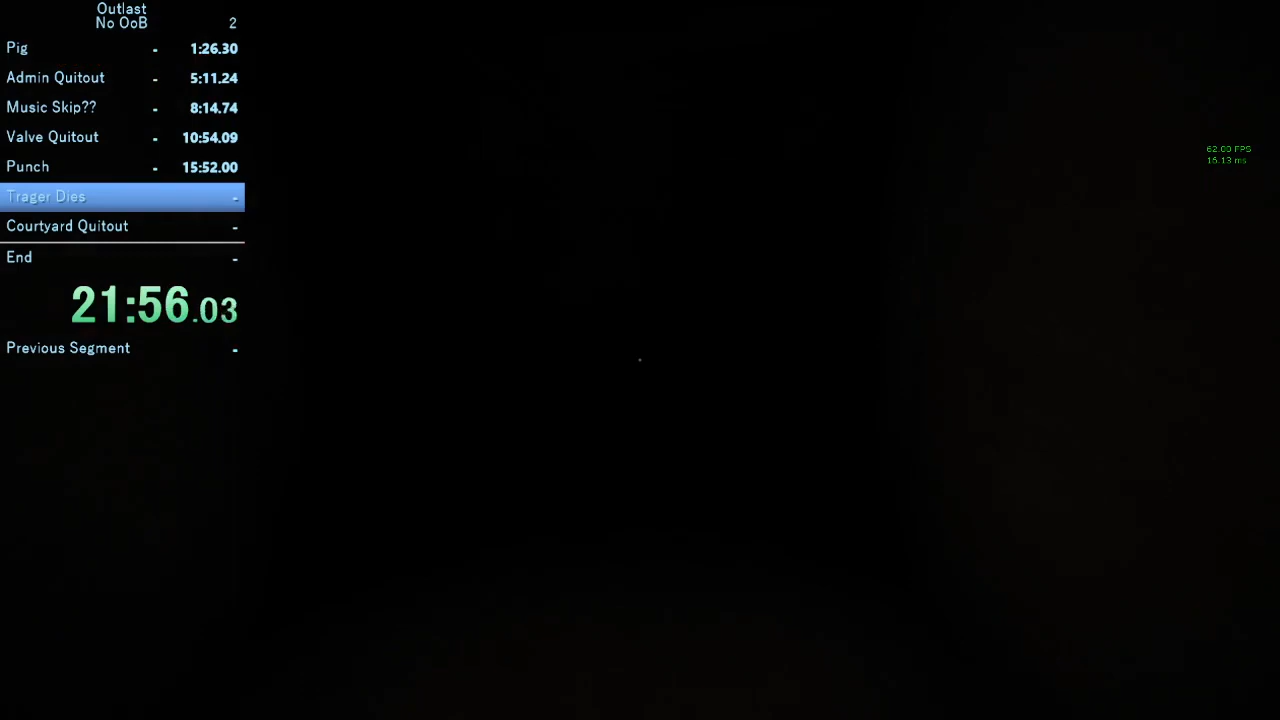 Outlast
No OoB 2
Pig - 1:26.30
Admin Quitout - 5:11.24
Music Skip?? - 8:14.74
Valve Quitout - 10:54.09
Punch - 15:52.00
Trager Dies -
Courtyard Quitout -
End -
21:56.03
Previous Segment -
62.00 FPS
16.13 ms